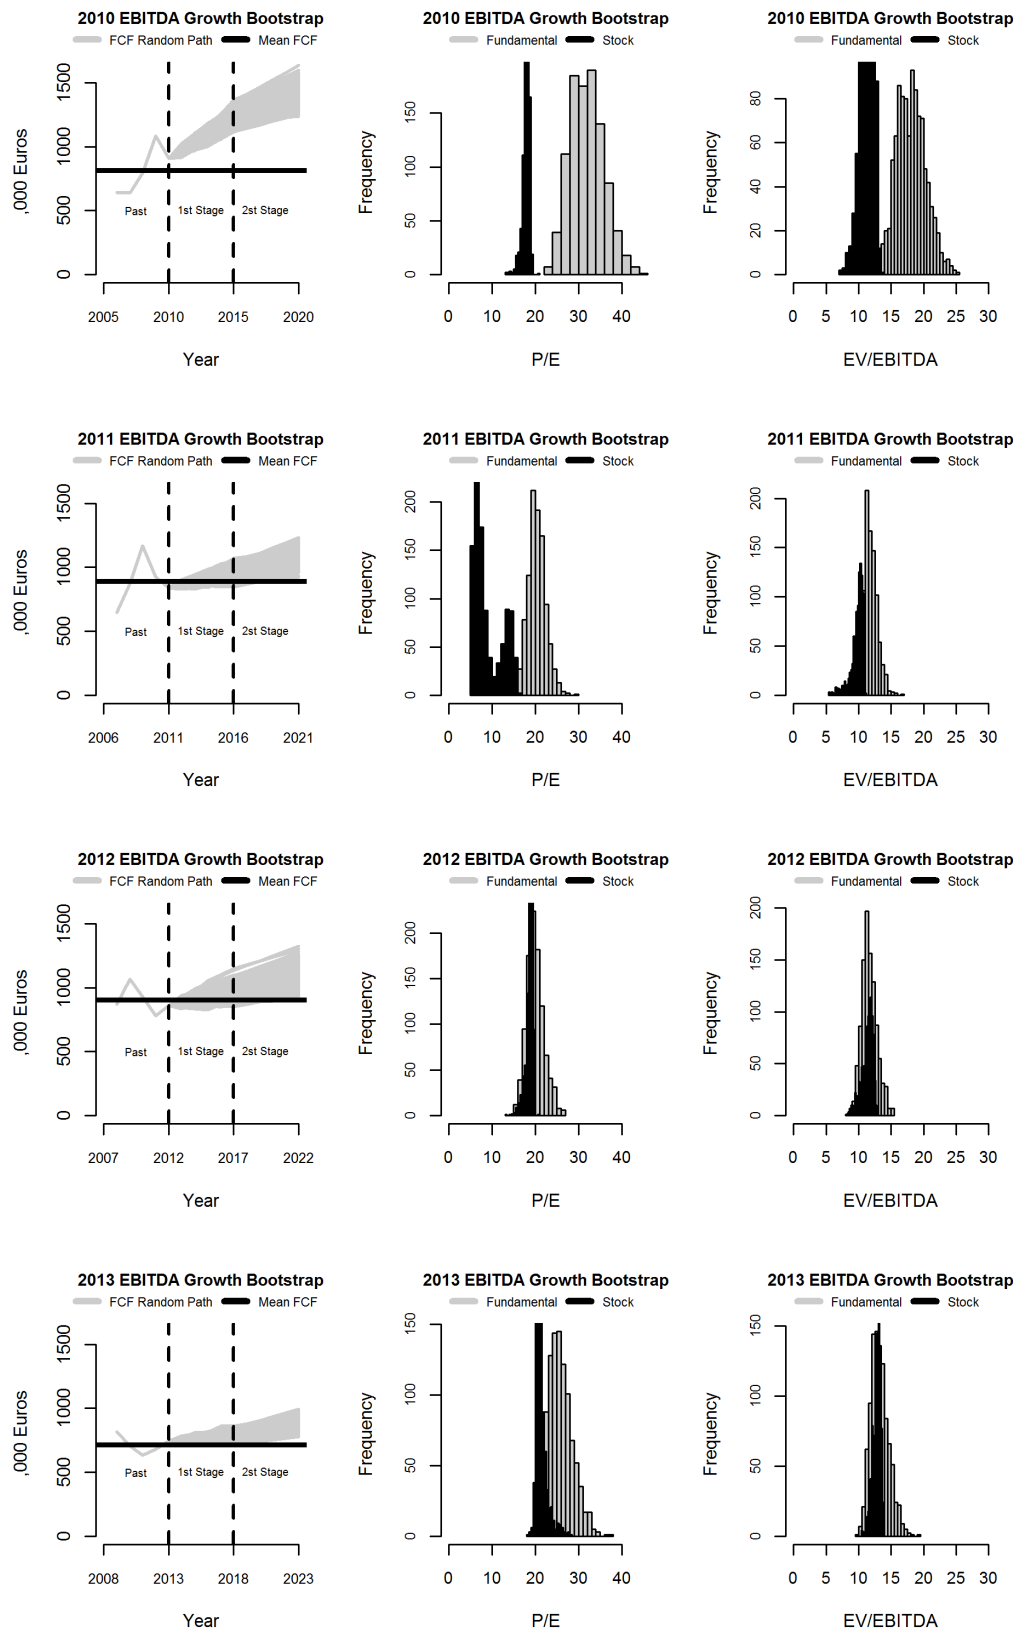 2010 EBITDA Growth Bootstrap
FCF Random Path Mean FCF
,000 Euros
1500
1000
500
0
Past 1st Stage 2st Stage
2005 2010 2015 2020
Year
2010 EBITDA Growth Bootstrap
Fundamental Stock
Frequency
150
100
50
0
0 10 20 30 40
P/E
2010 EBITDA Growth Bootstrap
Fundamental Stock
Frequency
80
60
40
20
0
0 5 10 15 20 25 30
EV/EBITDA
2011 EBITDA Growth Bootstrap
FCF Random Path Mean FCF
,000 Euros
1500
1000
500
0
Past 1st Stage 2st Stage
2006 2011 2016 2021
Year
2011 EBITDA Growth Bootstrap
Fundamental Stock
Frequency
200
150
100
50
0
0 10 20 30 40
P/E
2011 EBITDA Growth Bootstrap
Fundamental Stock
Frequency
200
150
100
50
0
0 5 10 15 20 25 30
EV/EBITDA
2012 EBITDA Growth Bootstrap
FCF Random Path Mean FCF
,000 Euros
1500
1000
500
0
Past 1st Stage 2st Stage
2007 2012 2017 2022
Year
2012 EBITDA Growth Bootstrap
Fundamental Stock
Frequency
200
150
100
50
0
0 10 20 30 40
P/E
2012 EBITDA Growth Bootstrap
Fundamental Stock
Frequency
200
150
100
50
0
0 5 10 15 20 25 30
EV/EBITDA
2013 EBITDA Growth Bootstrap
FCF Random Path Mean FCF
,000 Euros
1500
1000
500
0
Past 1st Stage 2st Stage
2008 2013 2018 2023
Year
2013 EBITDA Growth Bootstrap
Fundamental Stock
Frequency
150
100
50
0
0 10 20 30 40
P/E
2013 EBITDA Growth Bootstrap
Fundamental Stock
Frequency
150
100
50
0
0 5 10 15 20 25 30
EV/EBITDA